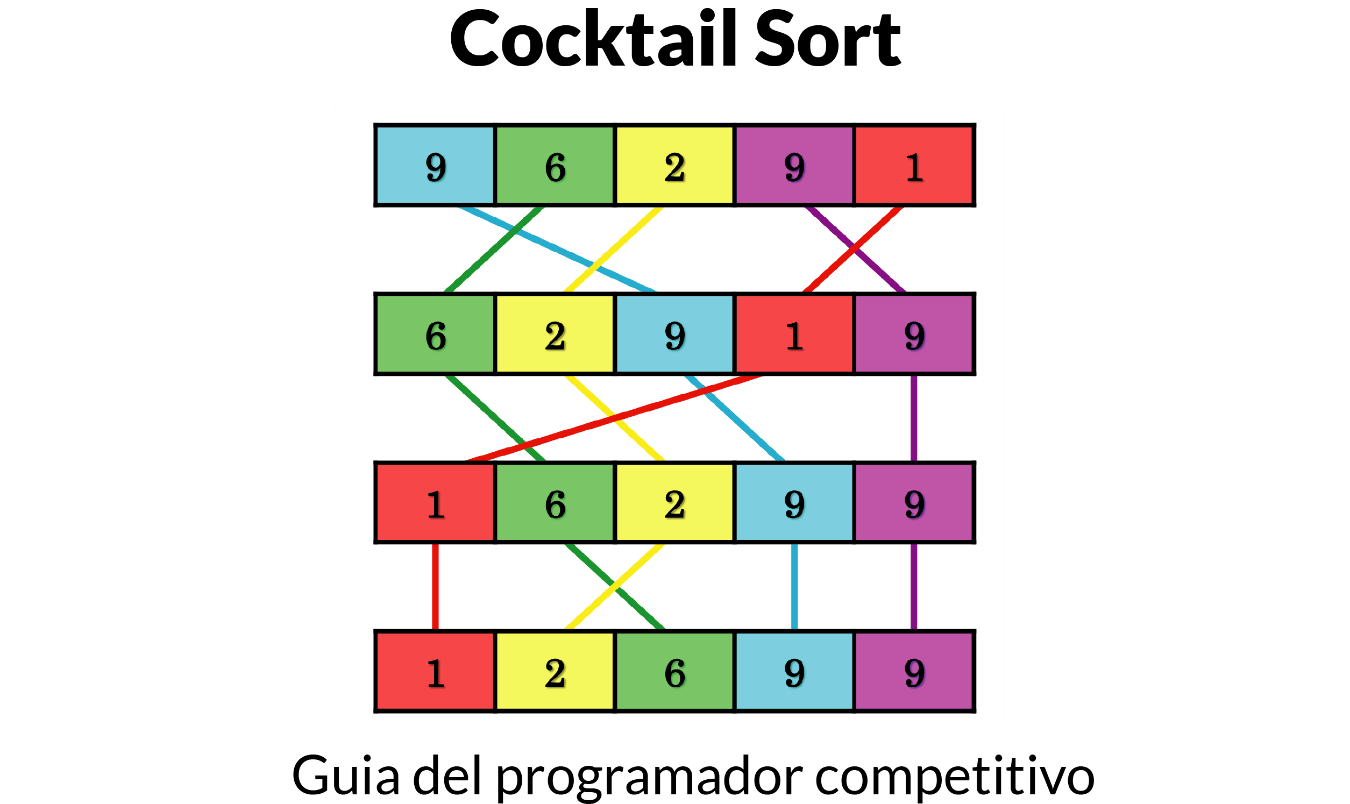 Cocktail Sort
9 6 2 9 1
6 2 9 1 9
1 6 2 9 9
1 2 6 9 9
Guia del programador competitivo